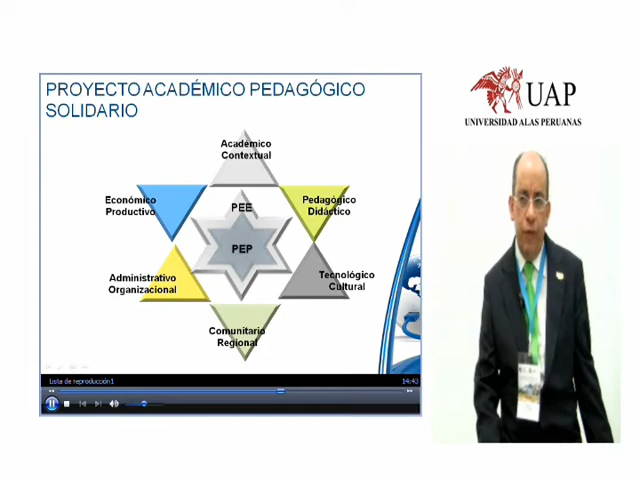 PROYECTO ACADÉMICO PEDAGÓGICO
SOLIDARIO
Académico
Contextual
Económico
Productivo
PEE
Pedagógico
Didáctico
PEP
Administrativo
Organizacional
Tecnológico
Cultural
Comunitario
Regional
Lista de reproducción1
14:43
UAP
UNIVERSIDAD ALAS PERUANAS